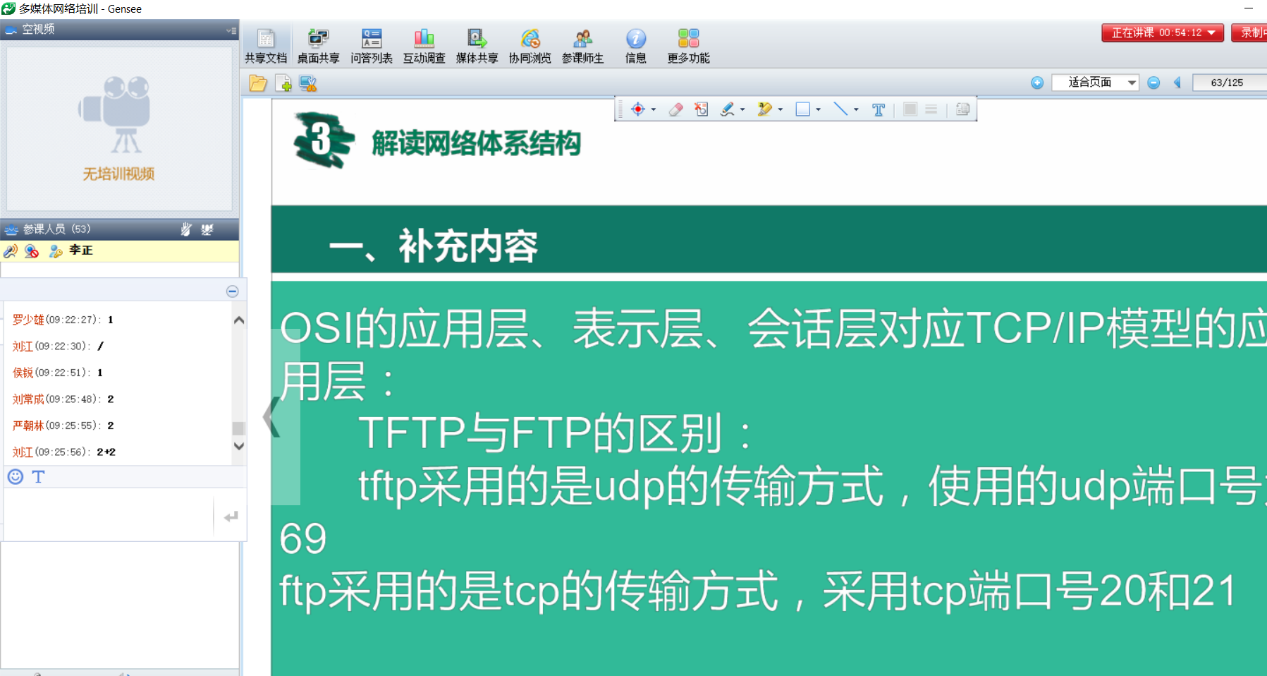 多媒体网络培训 - Gensee
空视频
无培训视频
参课人员 (53)
李正
罗少雄(09:22:27): 1
刘江(09:22:30): /
侯锐(09:22:51): 1
刘常成(09:25:48): 2
严朝林(09:25:55): 2
刘江(09:25:56): 2+2
T
共享文档 桌面共享 问答列表 互动调查 媒体共享 协同浏览 参课师生 信息 更多功能
正在讲课 00:54:12
录制中
适合页面
63/125
T
3 解读网络体系结构
一、补充内容
OSI的应用层、表示层、会话层对应TCP/IP模型的应
用层：
TFTP与FTP的区别：
tftp采用的是udp的传输方式，使用的udp端口号
69
ftp采用的是tcp的传输方式，采用tcp端口号20和21